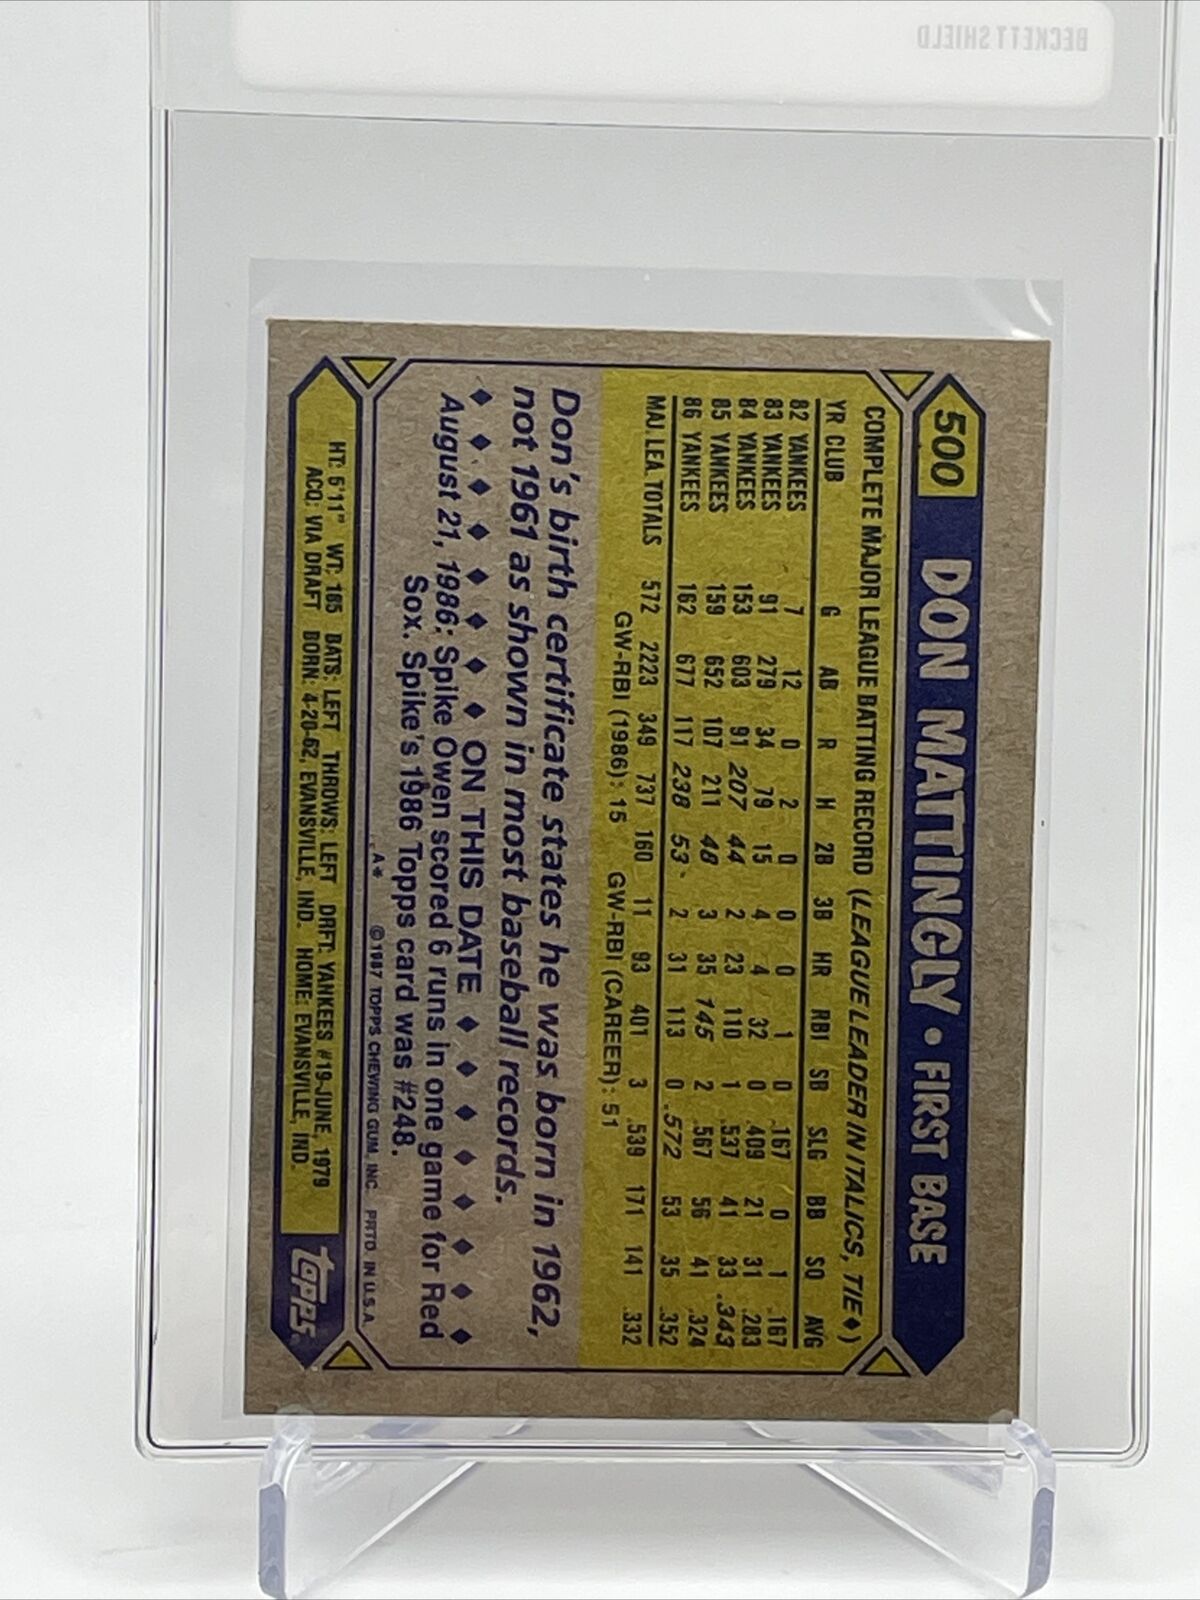 BECKETT SHIELD
500 DON MATTINGLY • FIRST BASE
COMPLETE MAJOR LEAGUE BATTING RECORD (LEAGUE LEADER IN ITALICS, TIE♦)
YR CLUB G AB R H 2B 3B HR RBI SB SLG BB SO AVG
82 YANKEES 7 12 0 2 0 0 0 1 0 .167 0 1 .167
83 YANKEES 91 279 34 79 15 4 4 32 0 .409 21 31 .283
84 YANKEES 153 603 91 207 44 2 23 110 1 .537 41 33 .343
85 YANKEES 159 652 107 211 48 3 35 145 2 .567 56 41 .324
86 YANKEES 162 677 117 238 53 2 31 113 0 .572 53 35 .352
MAJ. LEA. TOTALS 572 2223 349 737 160 11 93 401 3 .539 171 141 .332
GW-RBI (1986): 15 GW-RBI (CAREER): 51
Don's birth certificate states he was born in 1962,
not 1961 as shown in most baseball records.
♦ ♦ ♦ ♦ ♦ ♦ ♦ ♦ ON THIS DATE ♦ ♦ ♦ ♦ ♦ ♦ ♦ ♦
August 21, 1986: Spike Owen scored 6 runs in one game for Red
Sox. Spike's 1986 Topps card was #248.
A* © 1987 TOPPS CHEWING GUM, INC. PRTD. IN U.S.A.
HT: 5'11" WT: 185 BATS: LEFT THROWS: LEFT DRFT: YANKEES #19-JUNE, 1979
ACQ: VIA DRAFT BORN: 4-20-62, EVANSVILLE, IND. HOME: EVANSVILLE, IND.
topps